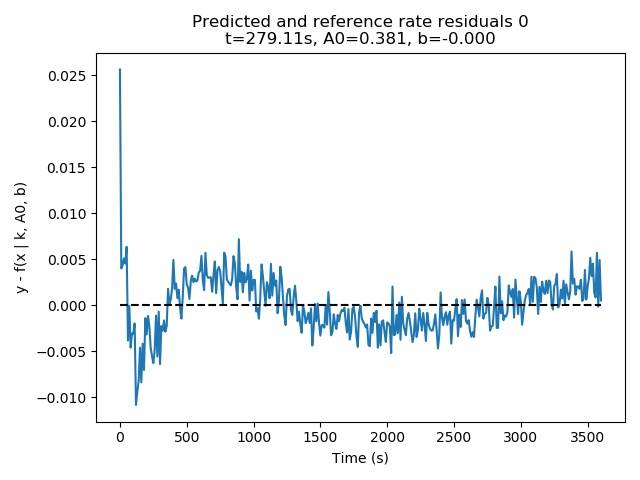 Predicted and reference rate residuals 0
t=279.11s, A0=0.381, b=-0.000
0.025
0.020
0.015
0.010
0.005
0.000
−0.005
−0.010
y - f(x | k, A0, b)
0 500 1000 1500 2000 2500 3000 3500
Time (s)